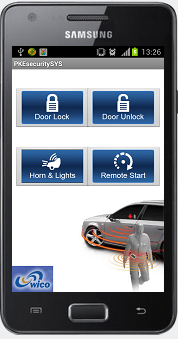 SAMSUNG
13:26
PKEsecuritySYS
Door Lock
Door Unlock
Horn & Lights
Remote Start
wico